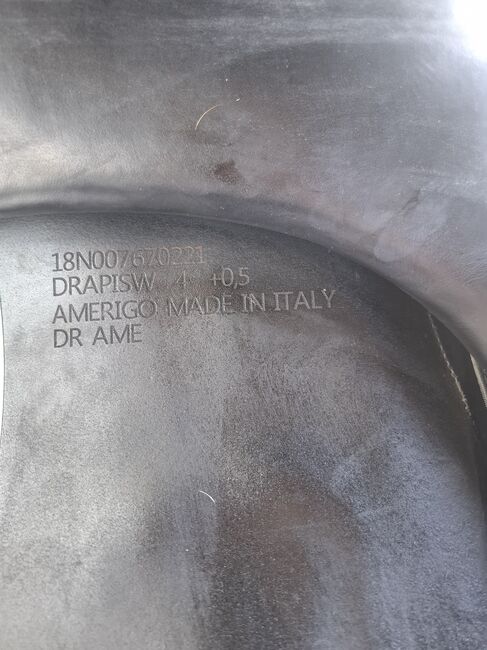 18N007670221
DRAPISW 4 +0,5
AMERIGO MADE IN ITALY
DR AME